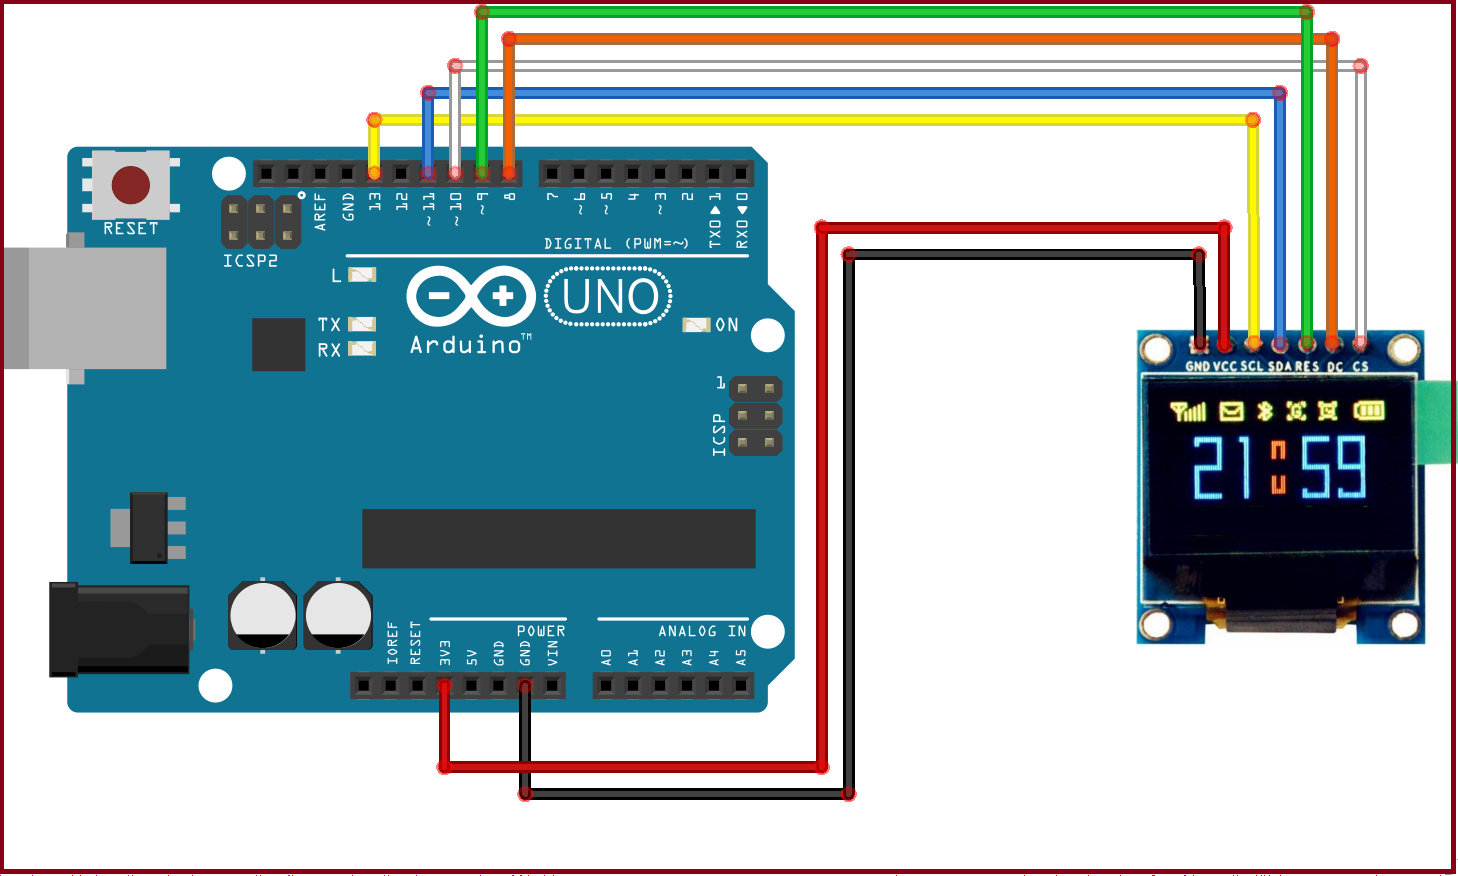 RESET
ICSP2
AREF
GND
13
12
~11
~10
~9
8
7
~6
~5
4
~3
2
TX0▶1
RX0◀0
DIGITAL (PWM=~)
L
TX
RX
Arduino™
UNO
ON
1
ICSP
GND VCC SCL SDA RES DC CS
21:59
IOREF
RESET
3V3
5V
GND
GND
VIN
POWER
ANALOG IN
A0
A1
A2
A3
A4
A5